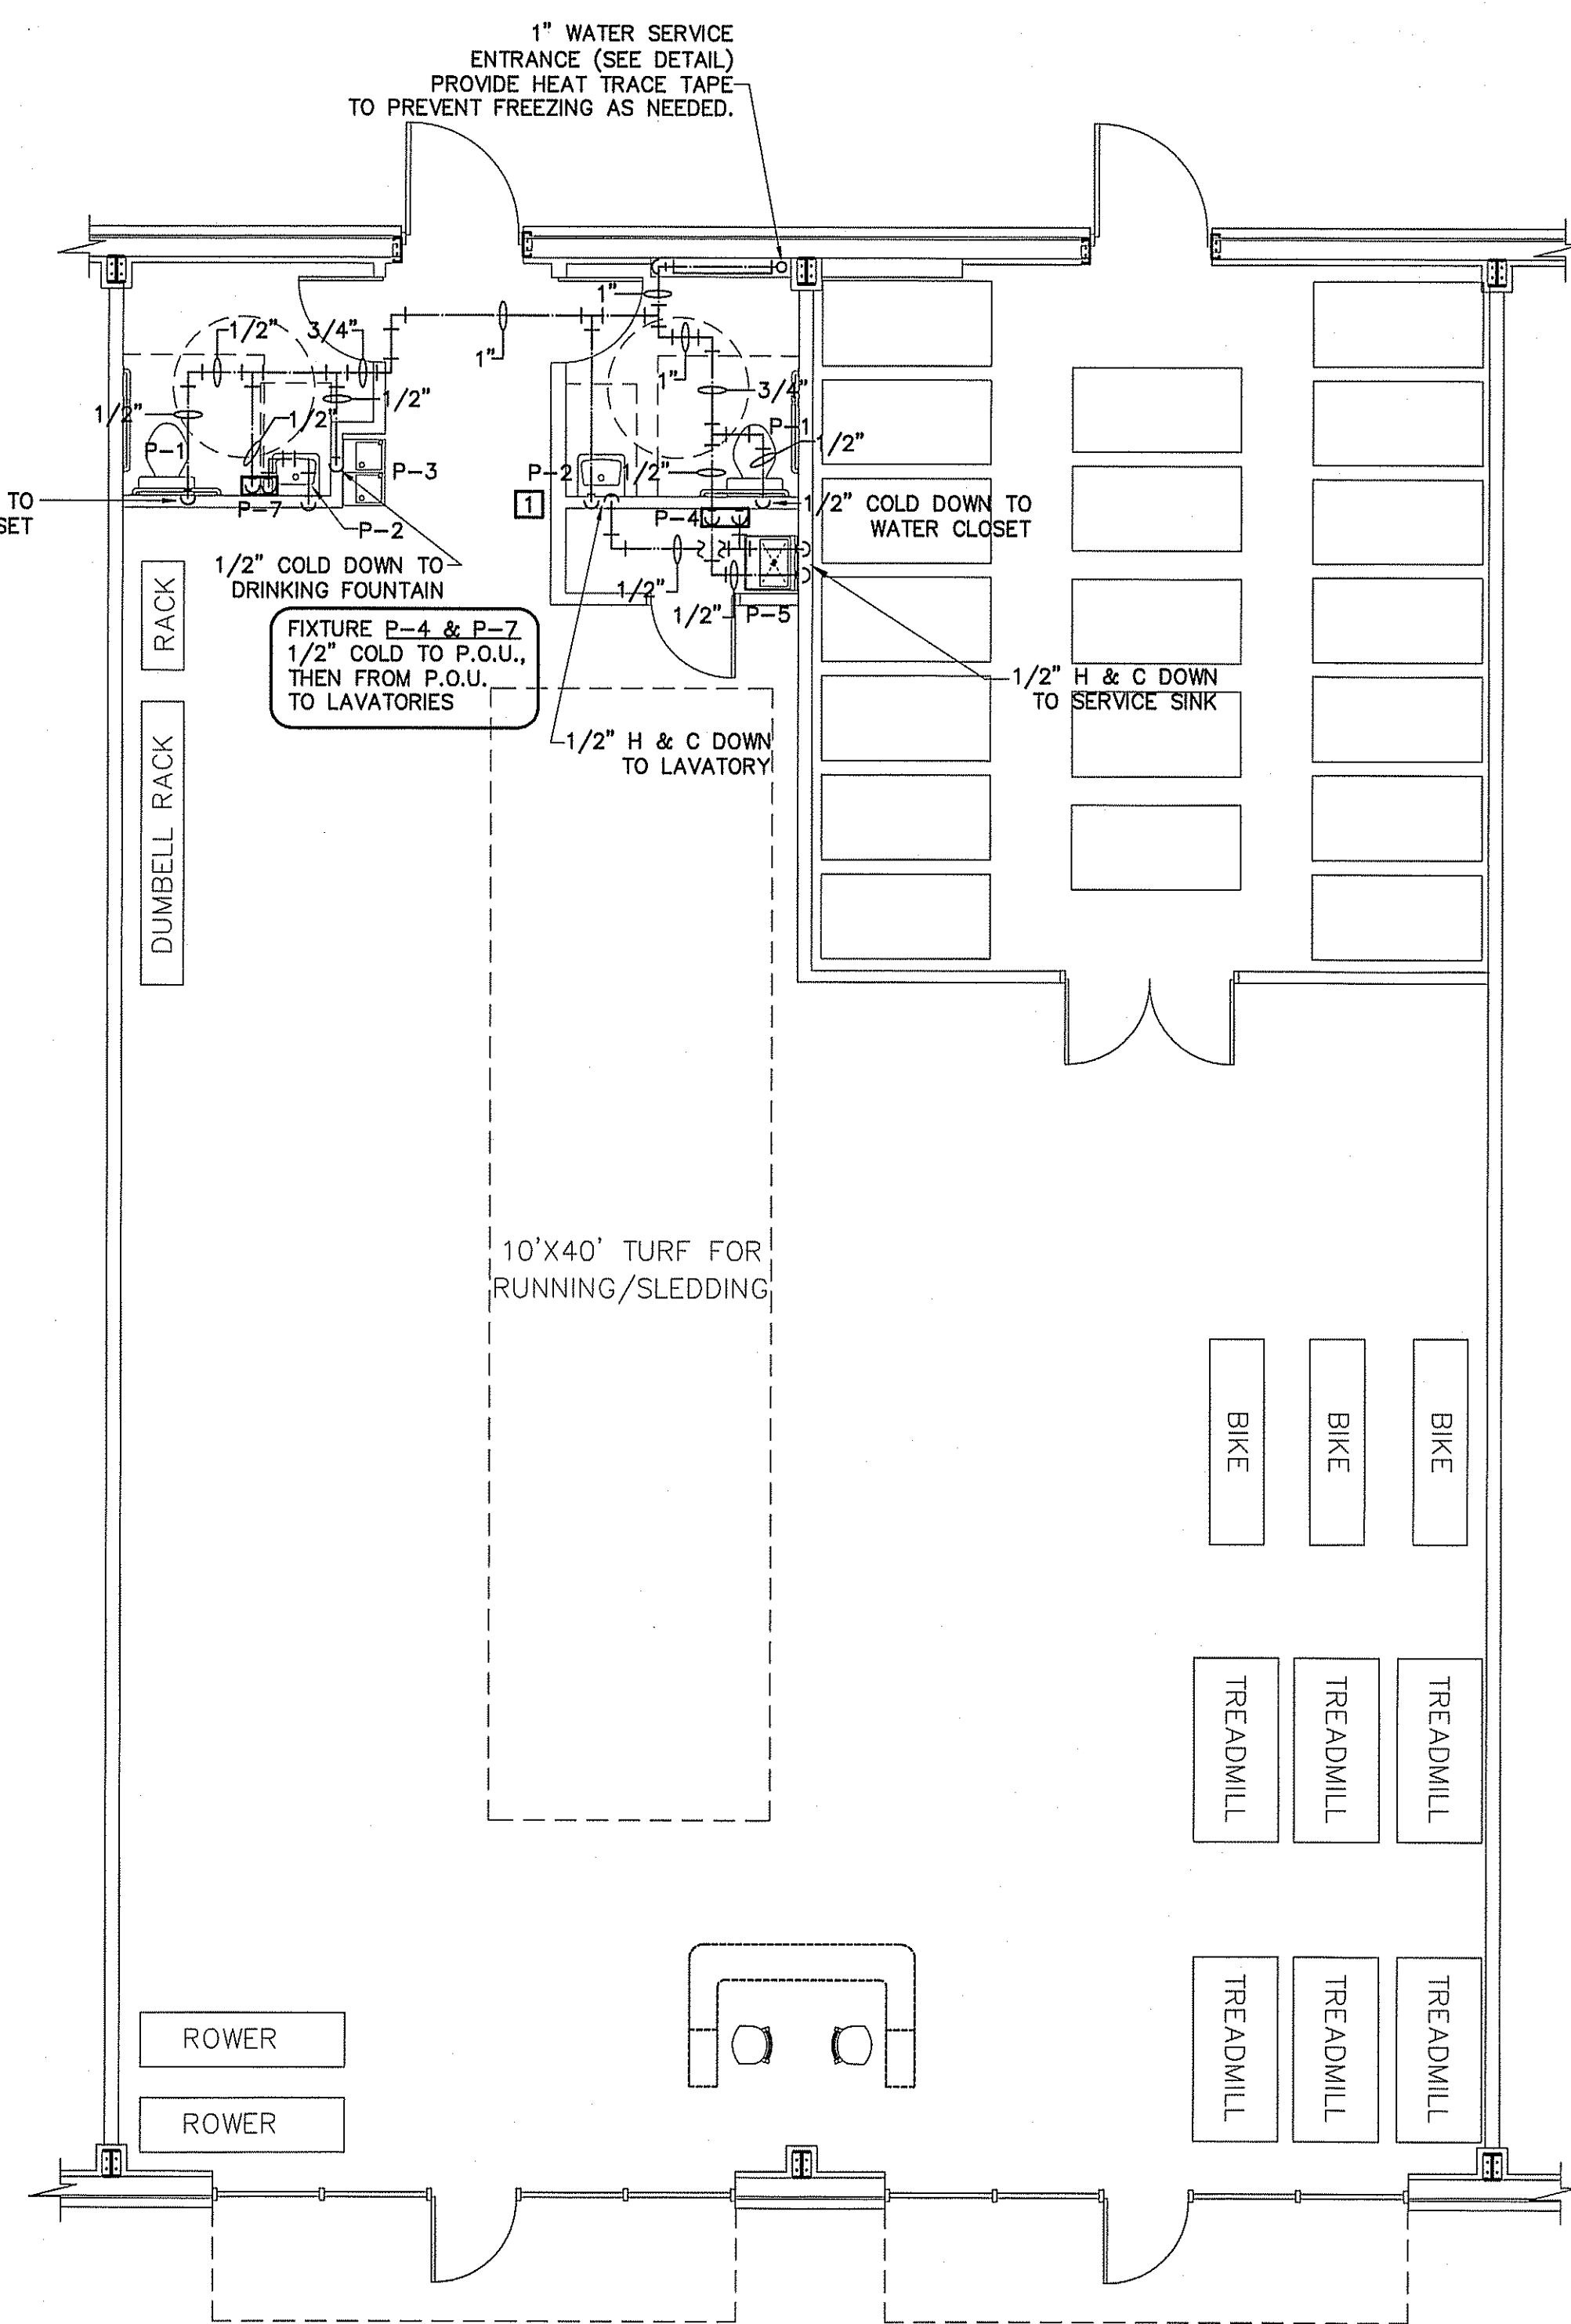 1" WATER SERVICE
ENTRANCE (SEE DETAIL)
PROVIDE HEAT TRACE TAPE
TO PREVENT FREEZING AS NEEDED.
1"
1/2"
3/4"
1"
1"
3/4"
1/2"
1/2"
1/2"
P-1
P-1
1/2"
P-3
P-2
1/2"
TO
SET
P-7
P-2
1
P-4
1/2" COLD DOWN TO
WATER CLOSET
1/2" COLD DOWN TO
DRINKING FOUNTAIN
1/2"
1/2"
P-5
RACK
FIXTURE P-4 & P-7
1/2" COLD TO P.O.U.,
THEN FROM P.O.U.
TO LAVATORIES
1/2" H & C DOWN
TO SERVICE SINK
1/2" H & C DOWN
TO LAVATORY
DUMBELL RACK
10'X40' TURF FOR
RUNNING/SLEDDING
BIKE
BIKE
BIKE
TREADMILL
TREADMILL
TREADMILL
TREADMILL
TREADMILL
TREADMILL
ROWER
ROWER